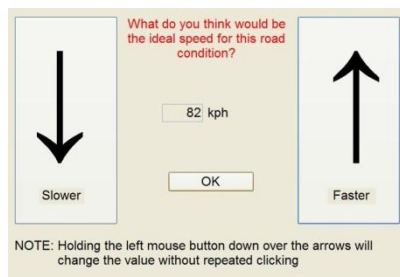 What do you think would be
the ideal speed for this road
condition?
82 kph
OK
Slower
Faster
NOTE: Holding the left mouse button down over the arrows will
change the value without repeated clicking